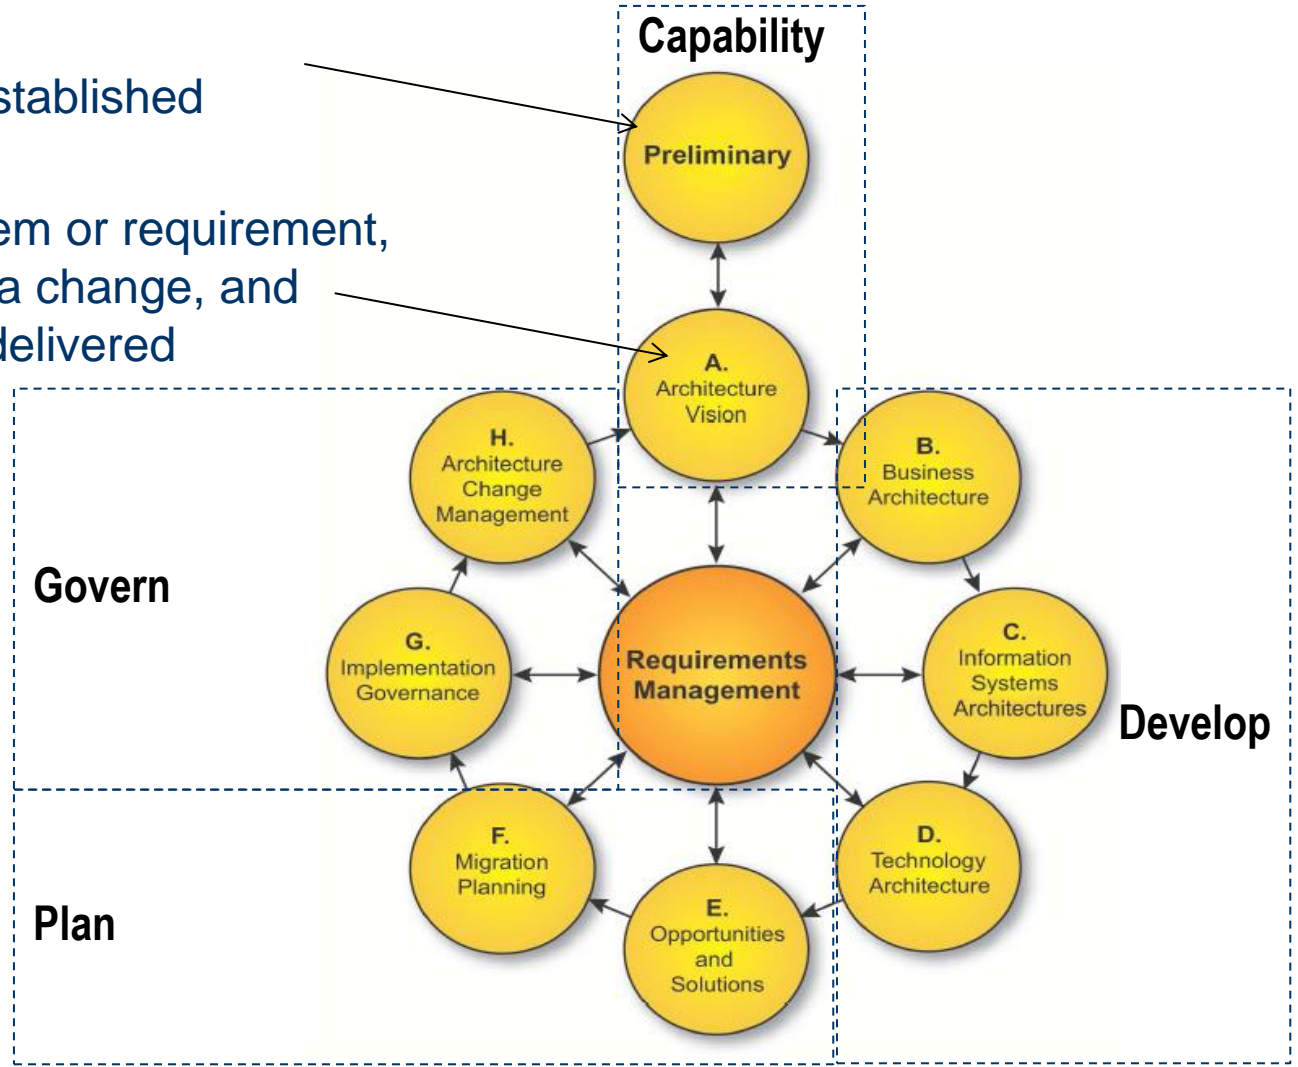 Capability
Preliminary
em or requirement,
a change, and
delivered
A.
Architecture
Vision
H.
Architecture
Change
Management
B.
Business
Architecture
Govern
G.
Implementation
Governance
Requirements
Management
C.
Information
Systems
Architectures
Develop
F.
Migration
Planning
D.
Technology
Architecture
Plan
E.
Opportunities
and
Solutions